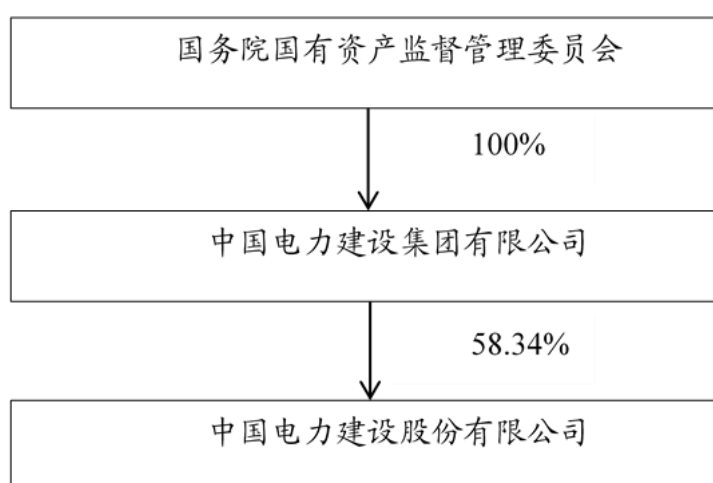 国务院国有资产监督管理委员会
100%
中国电力建设集团有限公司
58.34%
中国电力建设股份有限公司